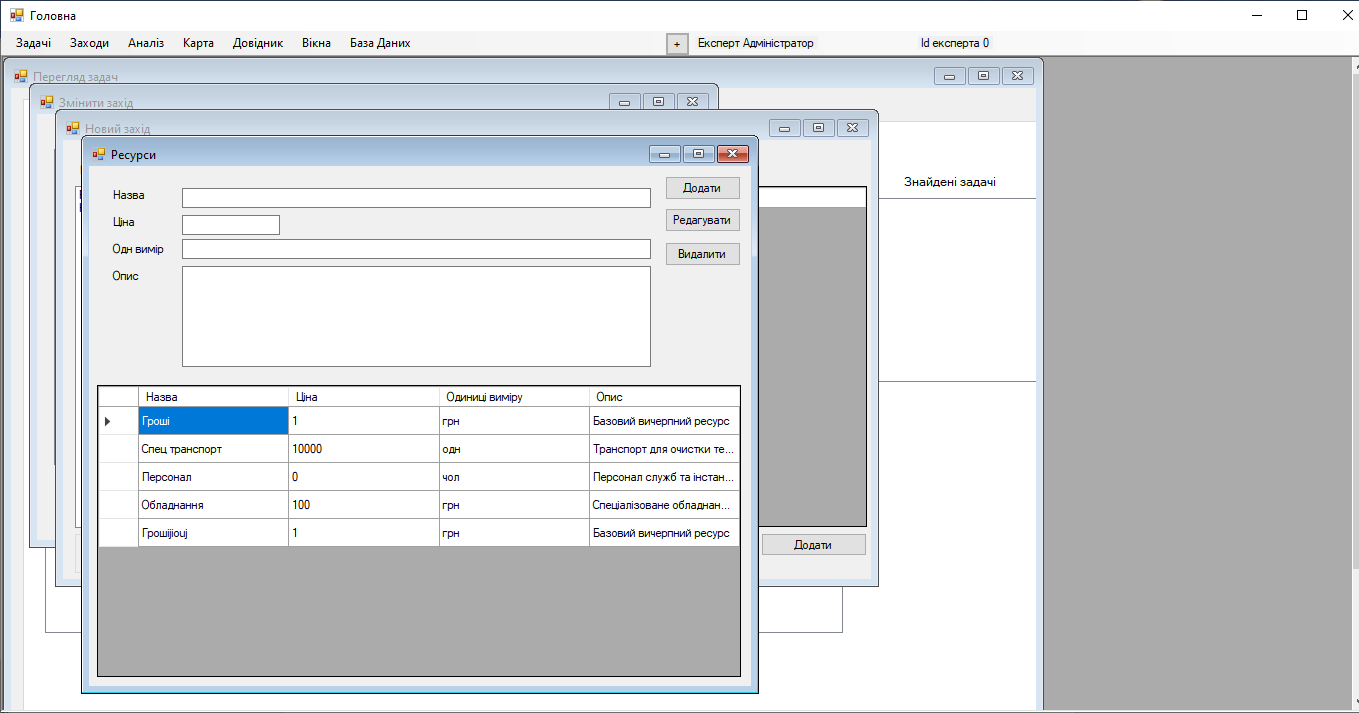 Головна
Задачі Заходи Аналіз Карта Довідник Вікна База Даних + Експерт Адміністратор Id експерта 0
Перегляд задач
Змінити захід
Новий захід
Ресурси
Знайдені задачі
Назва Додати
Ціна Редагувати
Одн вимір Видалити
Опис
Назва Ціна Одиниці виміру Опис
Гроші 1 грн Базовий вичерпний ресурс
Спец транспорт 10000 одн Транспорт для очистки те...
Персонал 0 чол Персонал служб та інстан...
Обладнання 100 грн Спеціалізоване обладнан...
Грошіjiouj 1 грн Базовий вичерпний ресурс
Додати